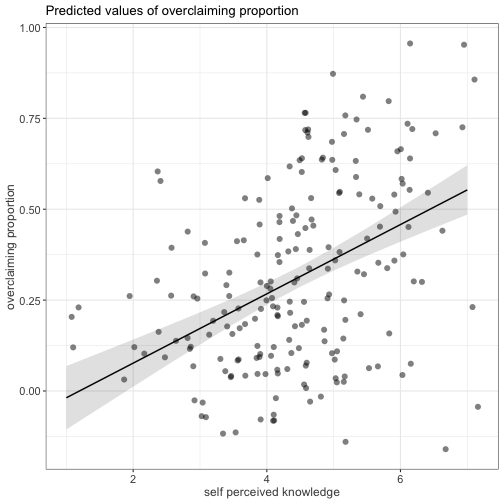 Predicted values of overclaiming proportion
1.00
0.75
0.50
0.25
0.00
overclaiming proportion
2 4 6
self perceived knowledge